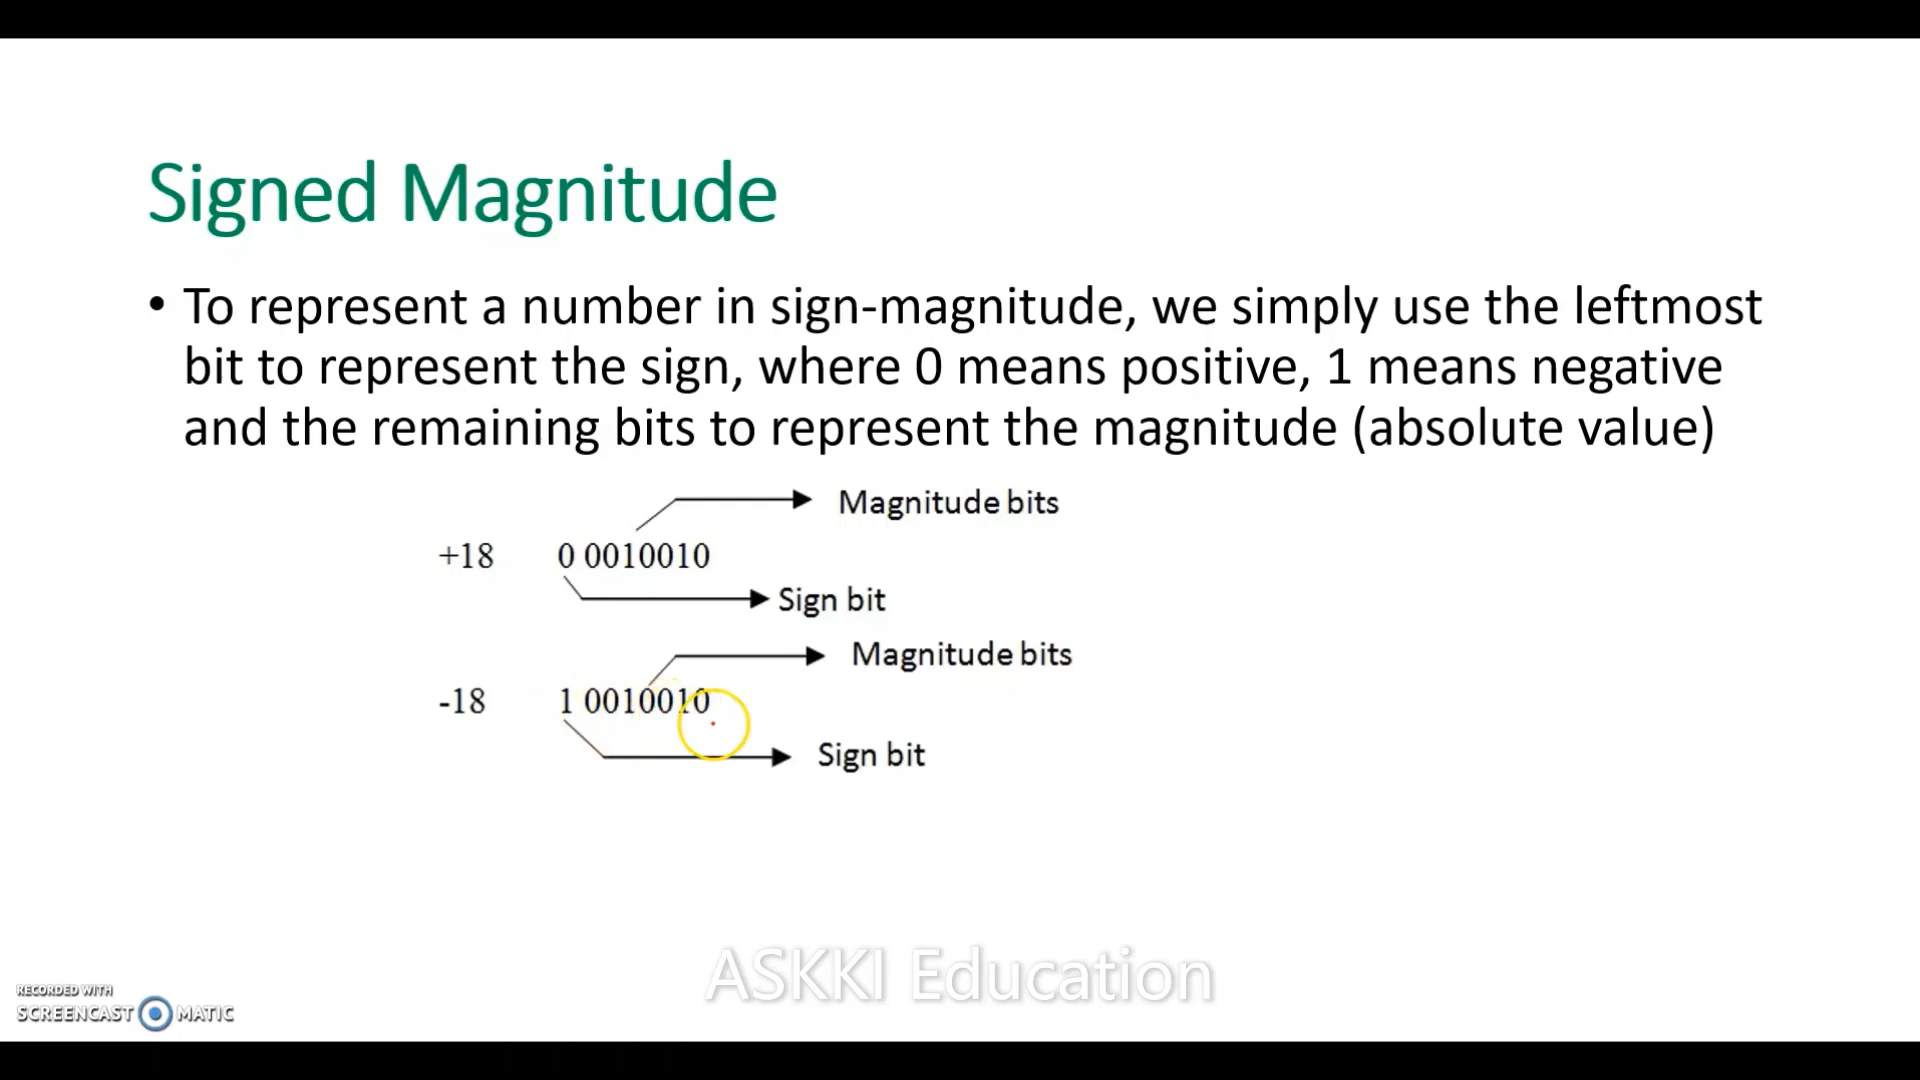 Signed Magnitude
• To represent a number in sign-magnitude, we simply use the leftmost
bit to represent the sign, where 0 means positive, 1 means negative
and the remaining bits to represent the magnitude (absolute value)
Magnitude bits
+18 0 0010010
Sign bit
Magnitude bits
-18 1 0010010
Sign bit
ASKKI Education
RECORDED WITH
SCREENCAST MATIC